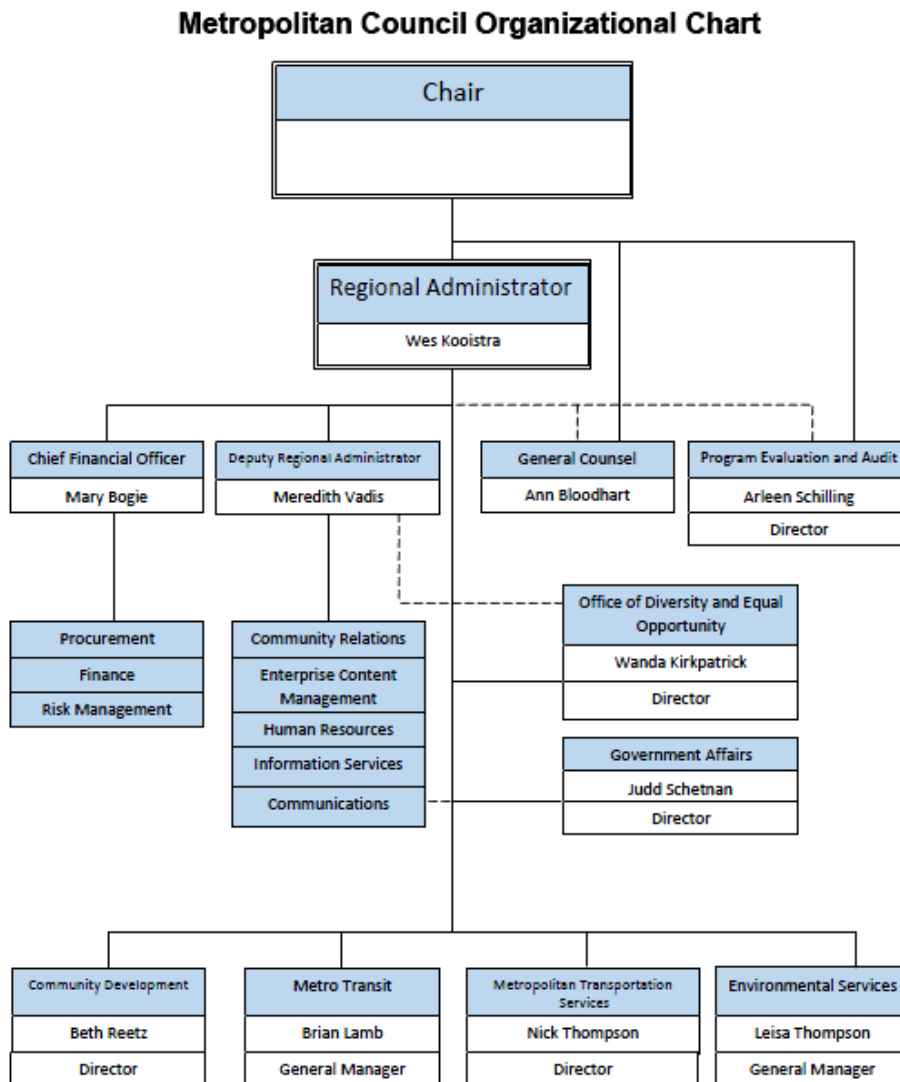 Metropolitan Council Organizational Chart
Chair
Regional Administrator
Wes Kooistra
Chief Financial Officer
Mary Bogie
Deputy Regional Administrator
Meredith Vadis
General Counsel
Ann Bloodhart
Program Evaluation and Audit
Arleen Schilling
Director
Procurement
Finance
Risk Management
Community Relations
Enterprise Content
Management
Human Resources
Information Services
Communications
Office of Diversity and Equal
Opportunity
Wanda Kirkpatrick
Director
Government Affairs
Judd Schetnan
Director
Community Development
Beth Reetz
Director
Metro Transit
Brian Lamb
General Manager
Metropolitan Transportation
Services
Nick Thompson
Director
Environmental Services
Leisa Thompson
General Manager